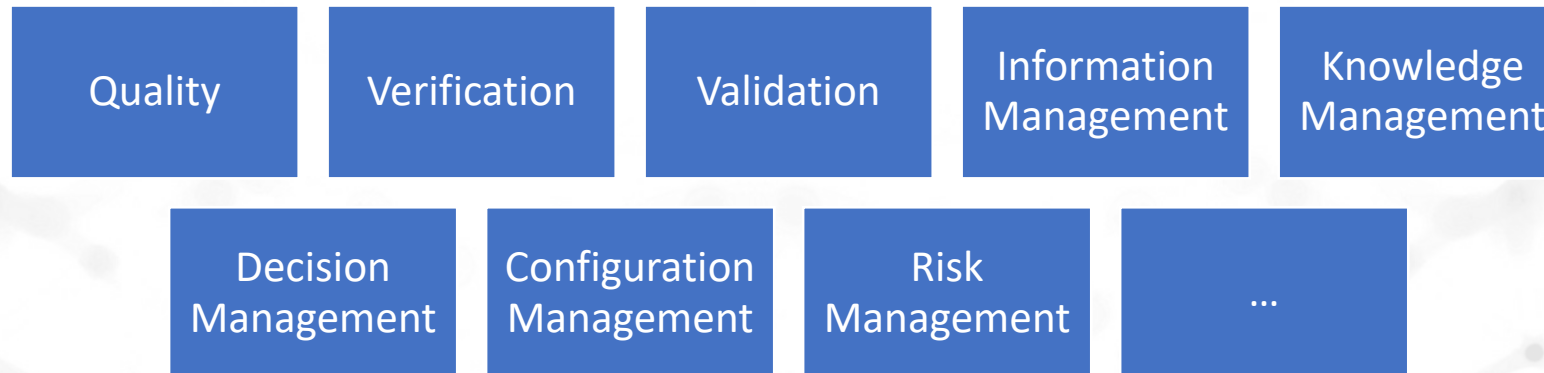 Quality
Verification
Validation
Information
Management
Knowledge
Management
Decision
Management
Configuration
Management
Risk
Management
...